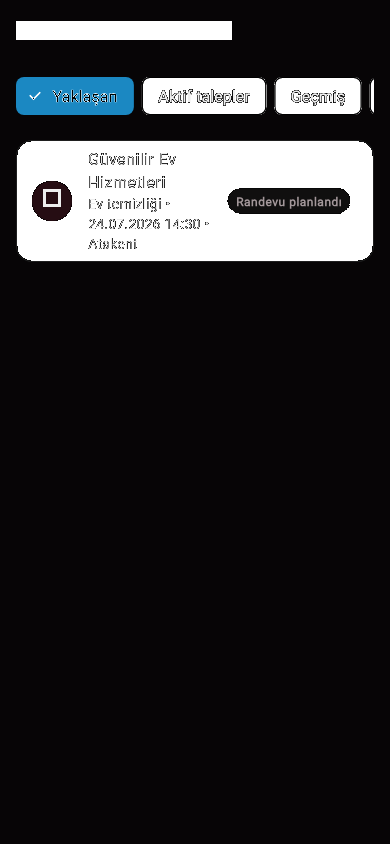 Yaklaşan
Aktif talepler
Geçmiş
Güvenilir Ev
Hizmetleri
Ev temizliği •
24.07.2026 14:30 •
Atakent
Randevu planlandı